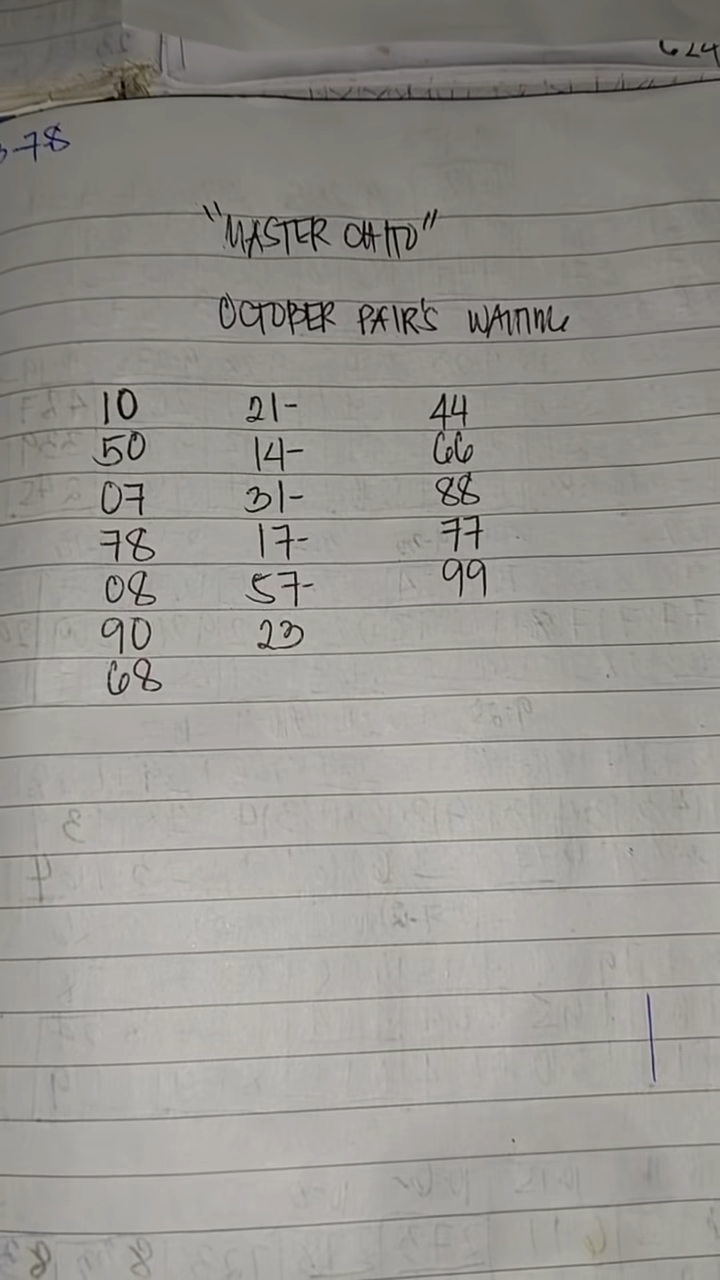 624
-78
"MASTER CHITO"
OCTOBER PAIR'S WAITING
10 21- 44
50 14- 66
07 31- 88
78 17- 77
08 57- 99
90 23
68